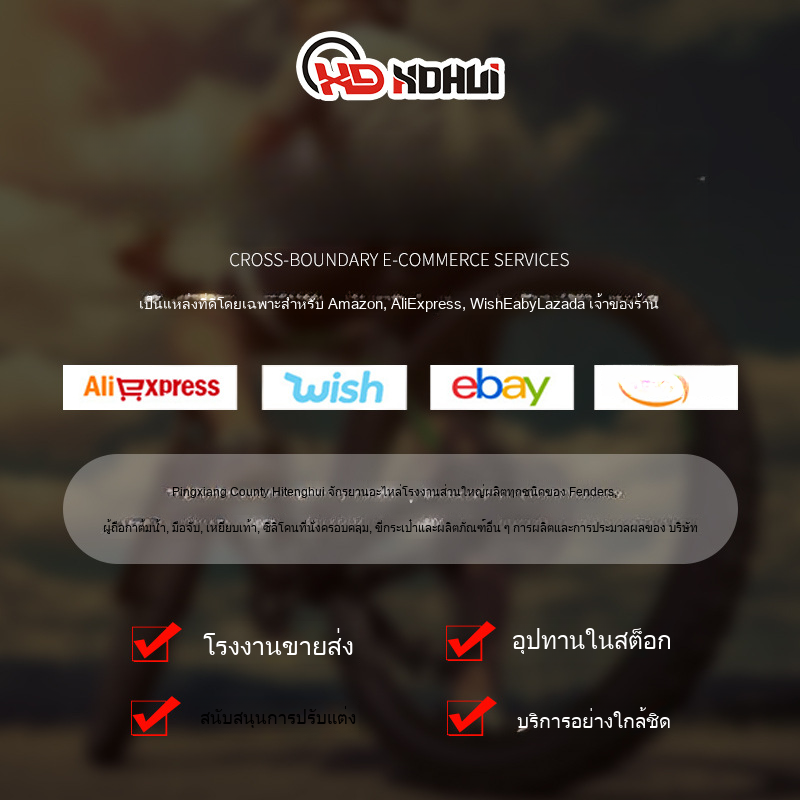 XD XDHUI
CROSS-BOUNDARY E-COMMERCE SERVICES
เป็นแหล่งที่ดีโดยเฉพาะสำหรับ Amazon, AliExpress, WishEabyLazada เจ้าของร้าน
AliExpress wish ebay
Pingxiang County Hitenghui จักรยานอะไหล่โรงงานส่วนใหญ่ผลิตทุกชนิดของ Fenders,
ผู้ถือกาต้มน้ำ, มือจับ, เหยียบเท้า, ซิลิโคนที่นั่งครอบคลุม, ขี่กระเป๋าและผลิตภัณฑ์อื่น ๆ การผลิตและการประมวลผลของ บริษัท
โรงงานขายส่ง อุปทานในสต็อก
สนับสนุนการปรับแต่ง บริการอย่างใกล้ชิด